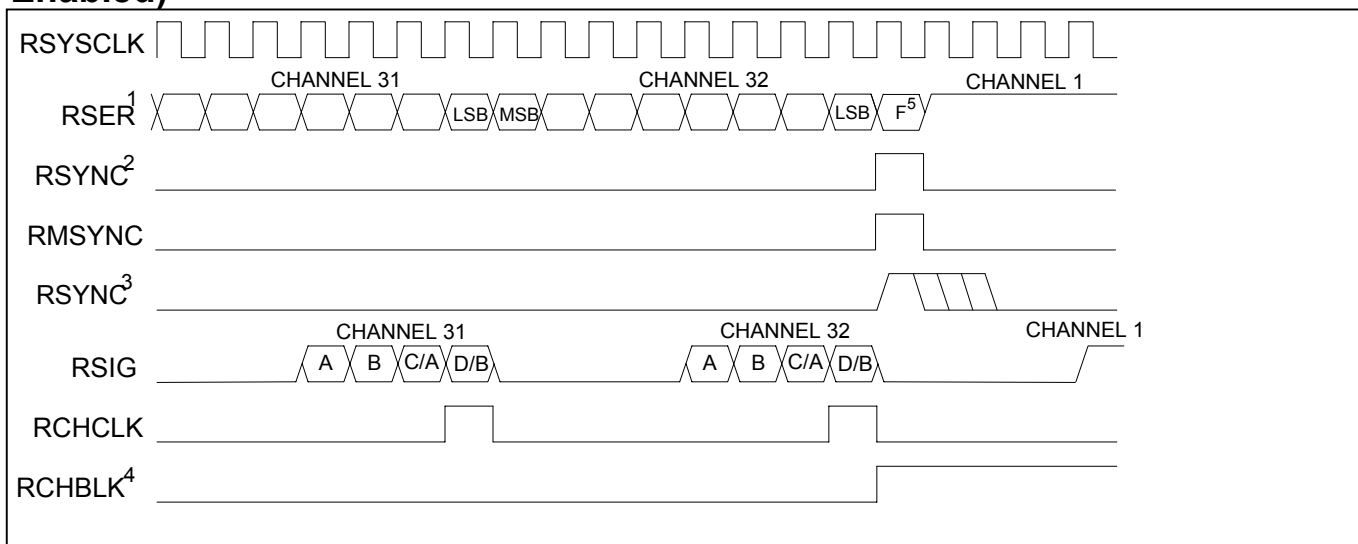 Enabled)
RSYSCLK
CHANNEL 31 CHANNEL 32 CHANNEL 1
RSER1 LSB MSB LSB F5
RSYNC2
RMSYNC
RSYNC3
CHANNEL 31 CHANNEL 32 CHANNEL 1
RSIG A B C/A D/B A B C/A D/B
RCHCLK
RCHBLK4